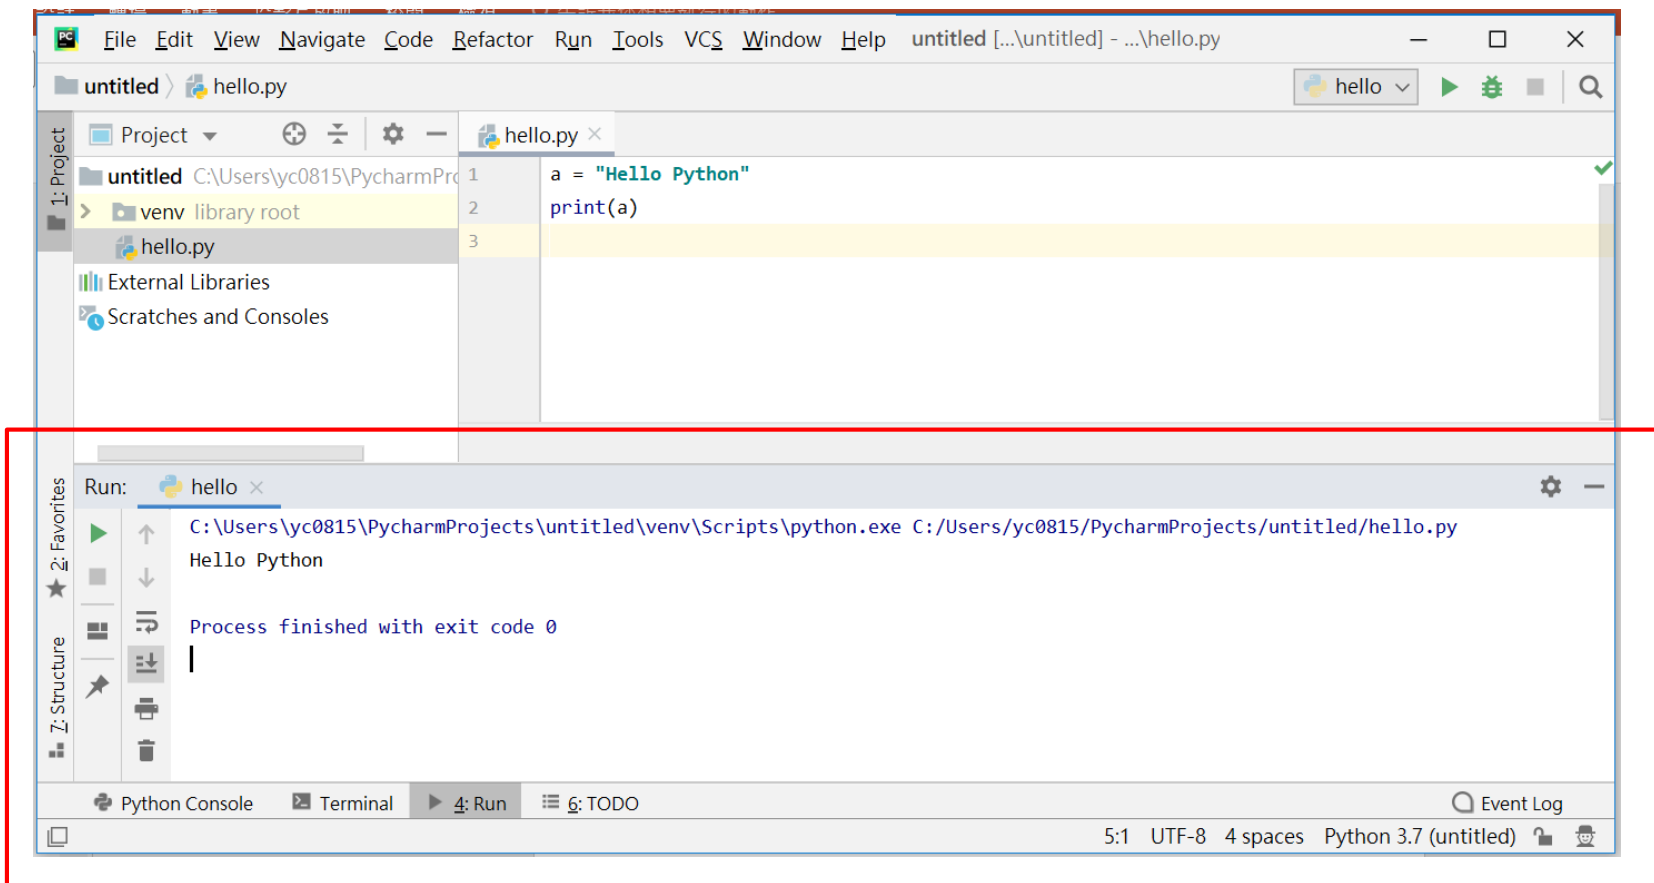 File Edit View Navigate Code Refactor Run Tools VCS Window Help untitled [...\untitled] - ...\hello.py
untitled hello.py hello
1: Project
Project
hello.py
untitled C:\Users\yc0815\PycharmPr
venv library root
hello.py
External Libraries
Scratches and Consoles
1 a = "Hello Python"
2 print(a)
3
2: Favorites
Z: Structure
Run: hello
C:\Users\yc0815\PycharmProjects\untitled\venv\Scripts\python.exe C:/Users/yc0815/PycharmProjects/untitled/hello.py
Hello Python
Process finished with exit code 0
Python Console Terminal 4: Run 6: TODO Event Log
5:1 UTF-8 4 spaces Python 3.7 (untitled)